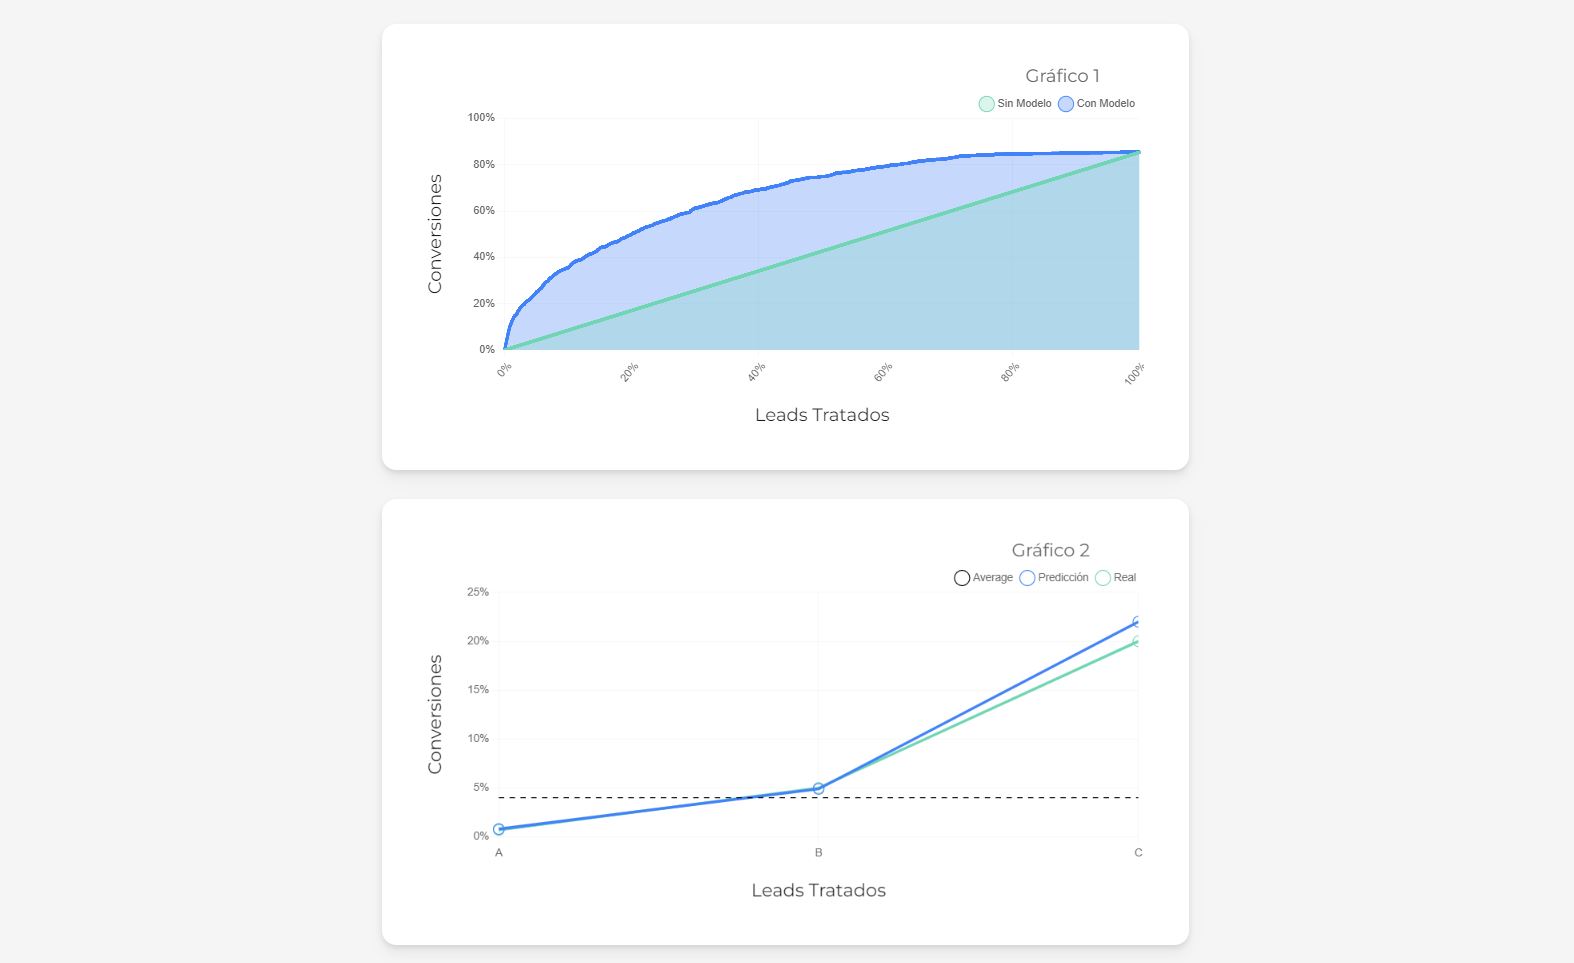 Gráfico 1
Sin Modelo Con Modelo
100%
80%
60%
40%
20%
0%
Conversiones
0% 20% 40% 60% 80% 100%
Leads Tratados
Gráfico 2
Average Predicción Real
25%
20%
15%
10%
5%
0%
Conversiones
A B C
Leads Tratados